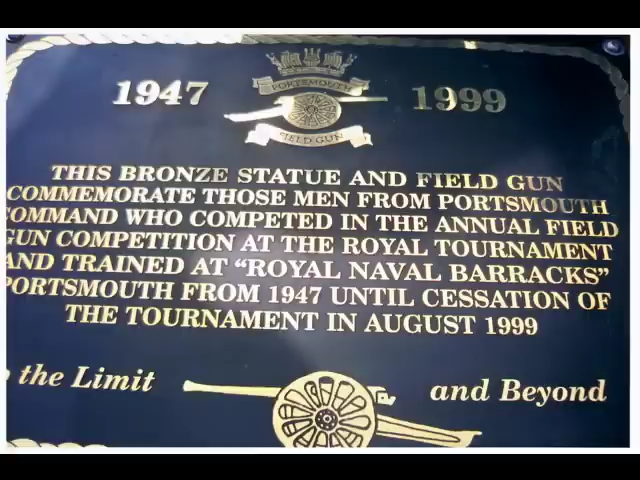 PORTSMOUTH
1947 1999
FIELD GUN
THIS BRONZE STATUE AND FIELD GUN
COMMEMORATE THOSE MEN FROM PORTSMOUTH
COMMAND WHO COMPETED IN THE ANNUAL FIELD
GUN COMPETITION AT THE ROYAL TOURNAMENT
AND TRAINED AT “ROYAL NAVAL BARRACKS”
PORTSMOUTH FROM 1947 UNTIL CESSATION OF
THE TOURNAMENT IN AUGUST 1999
the Limit and Beyond